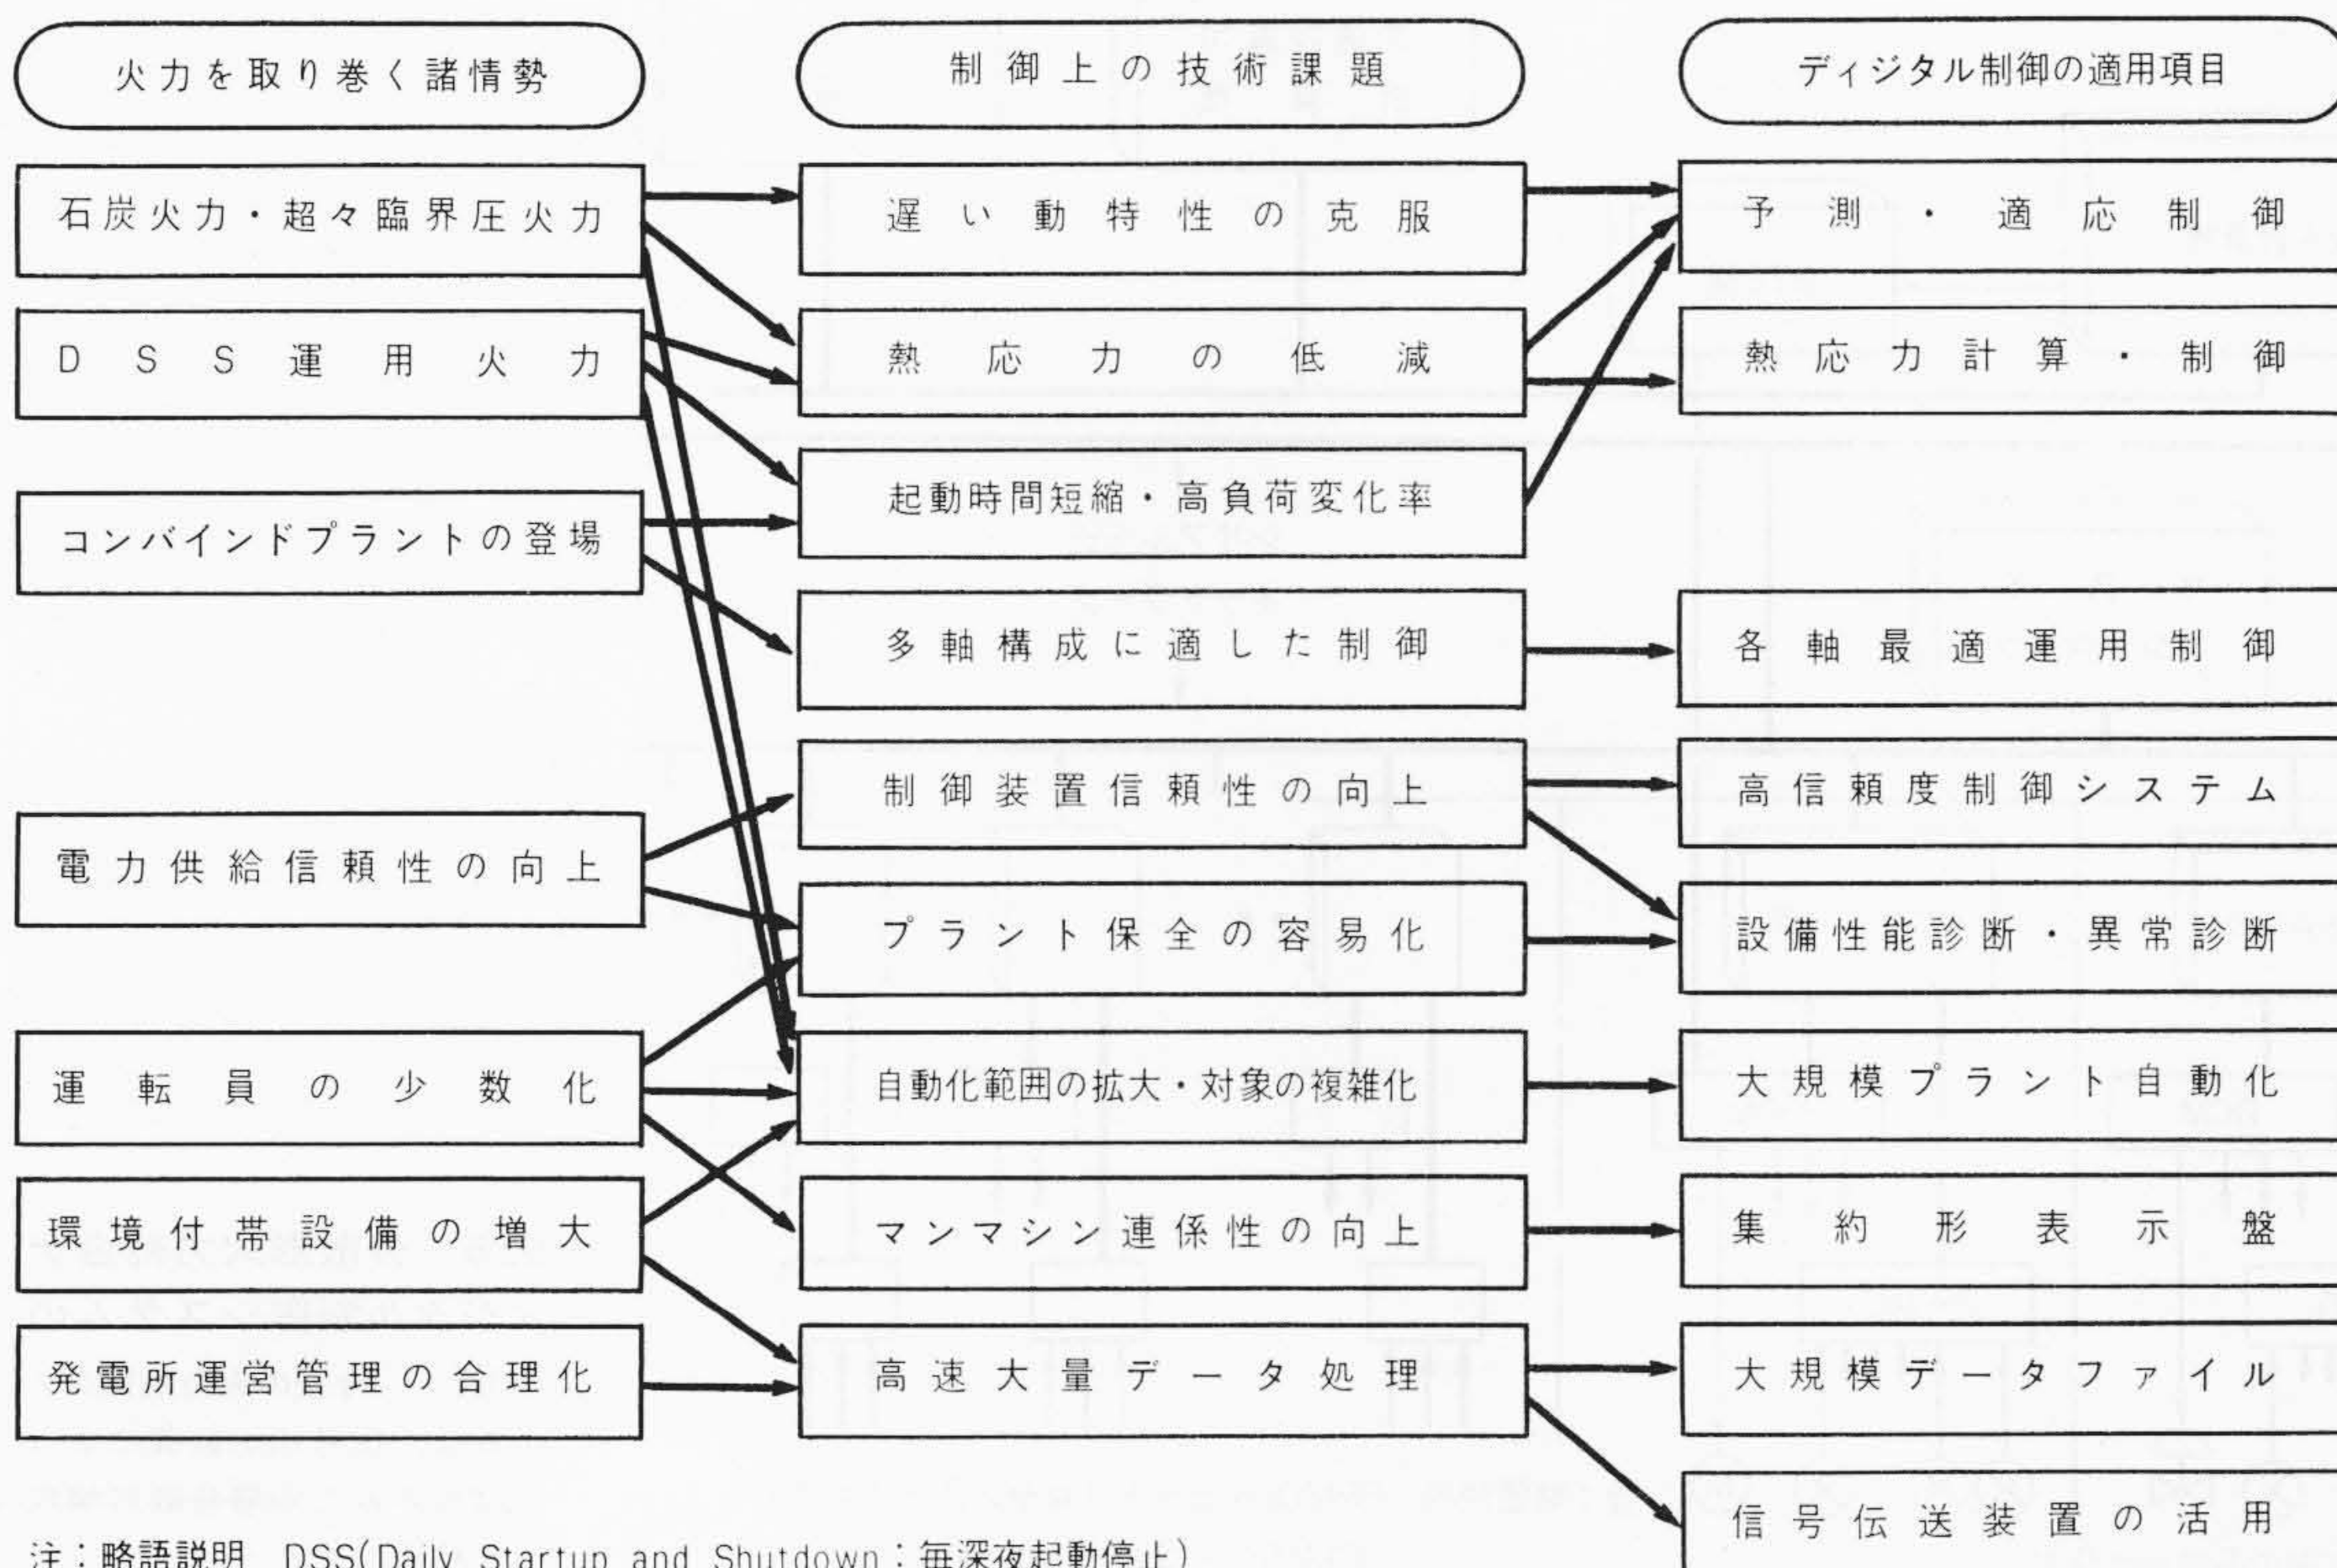 火力を取り巻く諸情勢
石炭火力・超々臨界圧火力
DSS運用火力
コンバインドプラントの登場
電力供給信頼性の向上
運転員の少数化
環境付帯設備の増大
発電所運営管理の合理化
制御上の技術課題
遅い動特性の克服
熱応力の低減
起動時間短縮・高負荷変化率
多軸構成に適した制御
制御装置信頼性の向上
プラント保全の容易化
自動化範囲の拡大・対象の複雑化
マンマシン連係性の向上
高速大量データ処理
ディジタル制御の適用項目
予測・適応制御
熱応力計算・制御
各軸最適運用制御
高信頼度制御システム
設備性能診断・異常診断
大規模プラント自動化
集約形表示盤
大規模データファイル
信号伝送装置の活用
注：略語説明 DSS(Daily Startup and Shutdown：毎深夜起動停止)